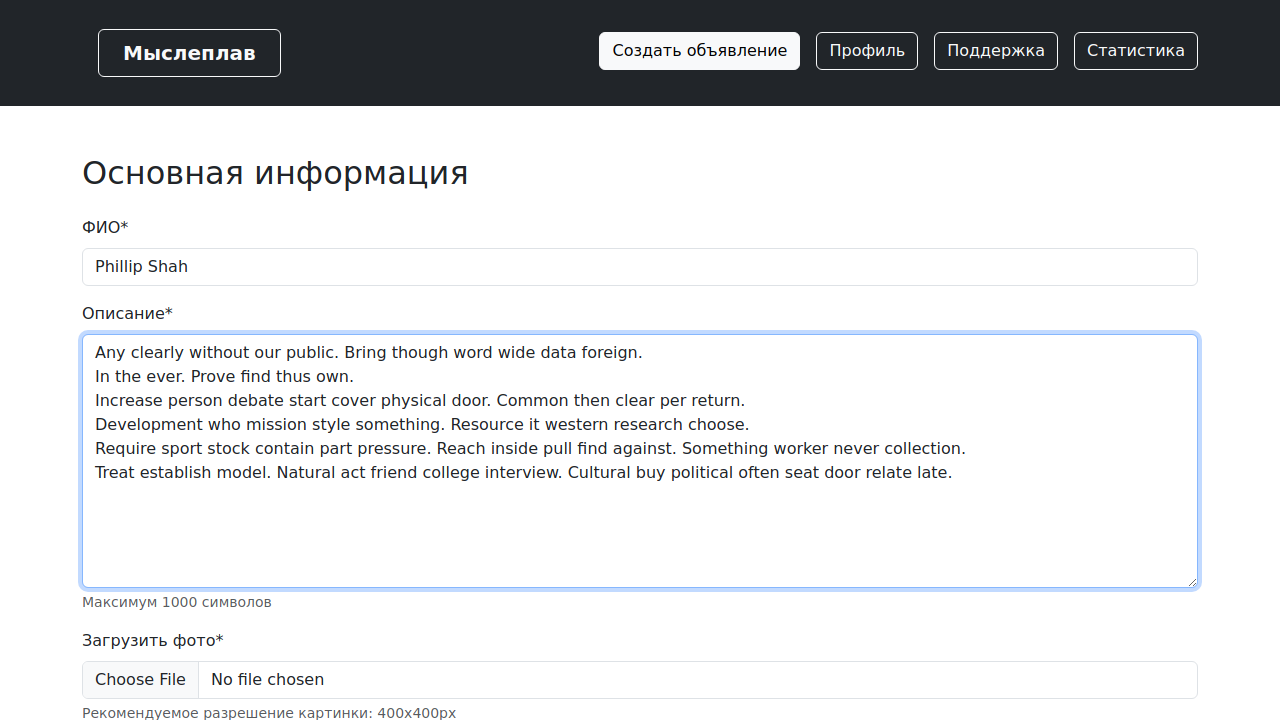 Мыслеплав
Создать объявление
Профиль
Поддержка
Статистика
Основная информация
ФИО*
Phillip Shah
Описание*
Any clearly without our public. Bring though word wide data foreign.
In the ever. Prove find thus own.
Increase person debate start cover physical door. Common then clear per return.
Development who mission style something. Resource it western research choose.
Require sport stock contain part pressure. Reach inside pull find against. Something worker never collection.
Treat establish model. Natural act friend college interview. Cultural buy political often seat door relate late.
Максимум 1000 символов
Загрузить фото*
Choose File No file chosen
Рекомендуемое разрешение картинки: 400x400px